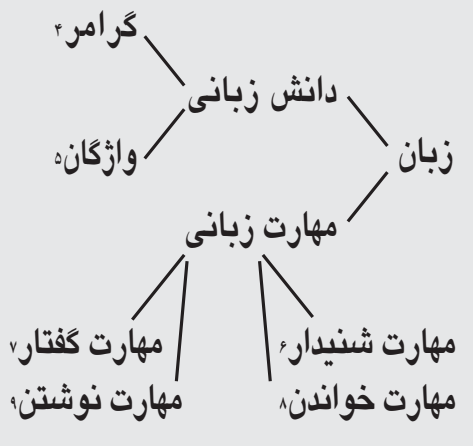 گرامر۴
دانش زبانی
واژگان۵
زبان
مهارت زبانی
مهارت شنیدار۶ مهارت گفتار۷
مهارت خواندن۸ مهارت نوشتن۹